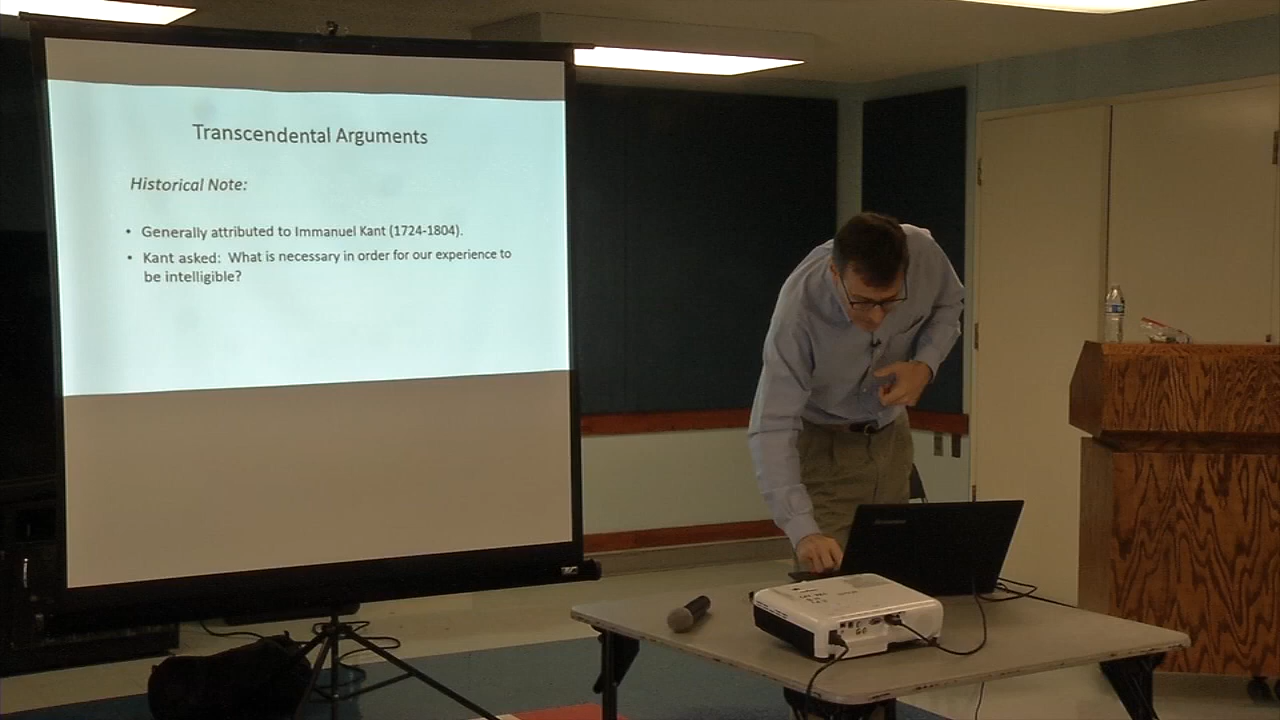 Transcendental Arguments
Historical Note:
• Generally attributed to Immanuel Kant (1724-1804).
• Kant asked: What is necessary in order for our experience to
be intelligible?